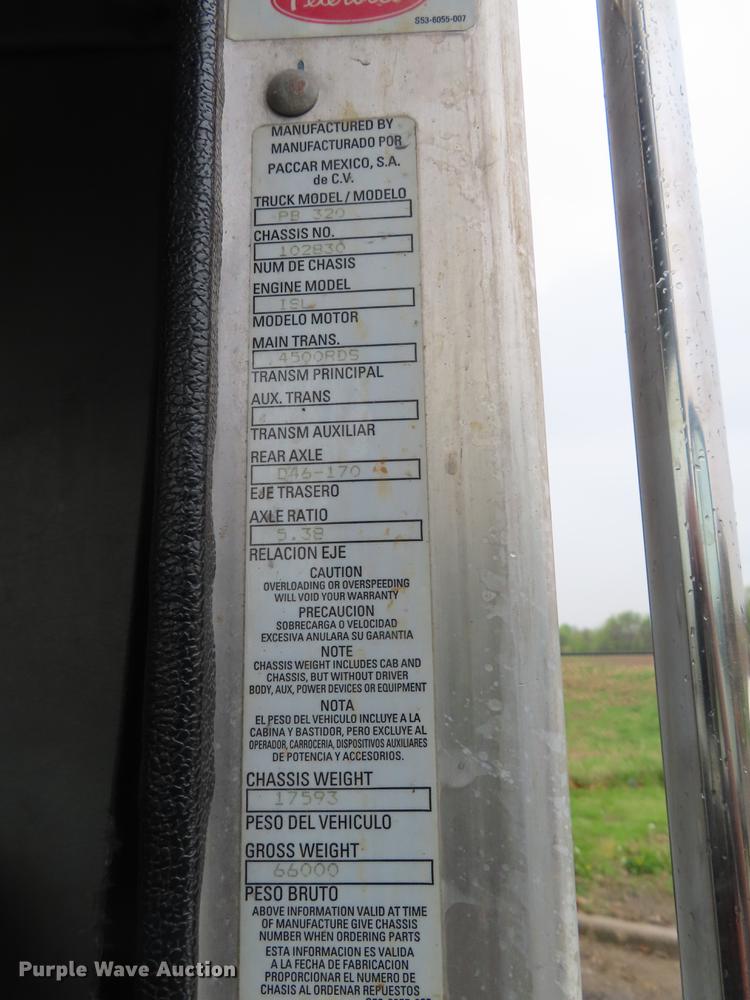 S53-6055-007
MANUFACTURED BY
MANUFACTURADO POR
PACCAR MEXICO, S.A.
de C.V.
TRUCK MODEL / MODELO
PB 320
CHASSIS NO.
102830
NUM DE CHASIS
ENGINE MODEL
ISL
MODELO MOTOR
MAIN TRANS.
4500RDS
TRANSM PRINCIPAL
AUX. TRANS
TRANSM AUXILIAR
REAR AXLE
D46-170
EJE TRASERO
AXLE RATIO
5.38
RELACION EJE
CAUTION
OVERLOADING OR OVERSPEEDING
WILL VOID YOUR WARRANTY
PRECAUCION
SOBRECARGA O VELOCIDAD
EXCESIVA ANULARA SU GARANTIA
NOTE
CHASSIS WEIGHT INCLUDES CAB AND
CHASSIS, BUT WITHOUT DRIVER
BODY, AUX, POWER DEVICES OR EQUIPMENT
NOTA
EL PESO DEL VEHICULO INCLUYE A LA
CABINA Y BASTIDOR, PERO EXCLUYE AL
OPERADOR, CARROCERIA, DISPOSITIVOS AUXILIARES
DE POTENCIA Y ACCESORIOS.
CHASSIS WEIGHT
17593
PESO DEL VEHICULO
GROSS WEIGHT
66000
PESO BRUTO
ABOVE INFORMATION VALID AT TIME
OF MANUFACTURE GIVE CHASSIS
NUMBER WHEN ORDERING PARTS
ESTA INFORMACION ES VALIDA
A LA FECHA DE FABRICACION
PROPORCIONAR EL NUMERO DE
CHASIS AL ORDENAR REPUESTOS
Purple Wave Auction